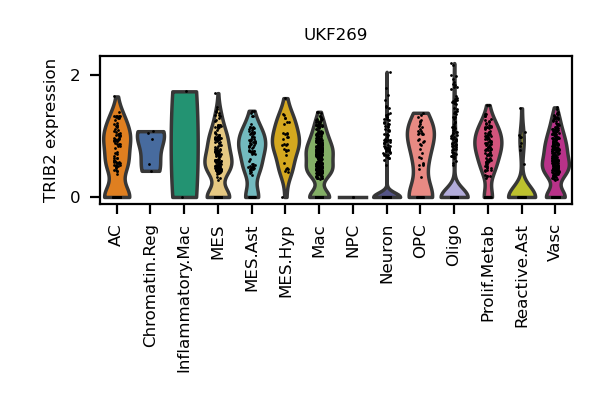 UKF269
TRIB2 expression
2
0
AC
Chromatin.Reg
Inflammatory.Mac
MES
MES.Ast
MES.Hyp
Mac
NPC
Neuron
OPC
Oligo
Prolif.Metab
Reactive.Ast
Vasc